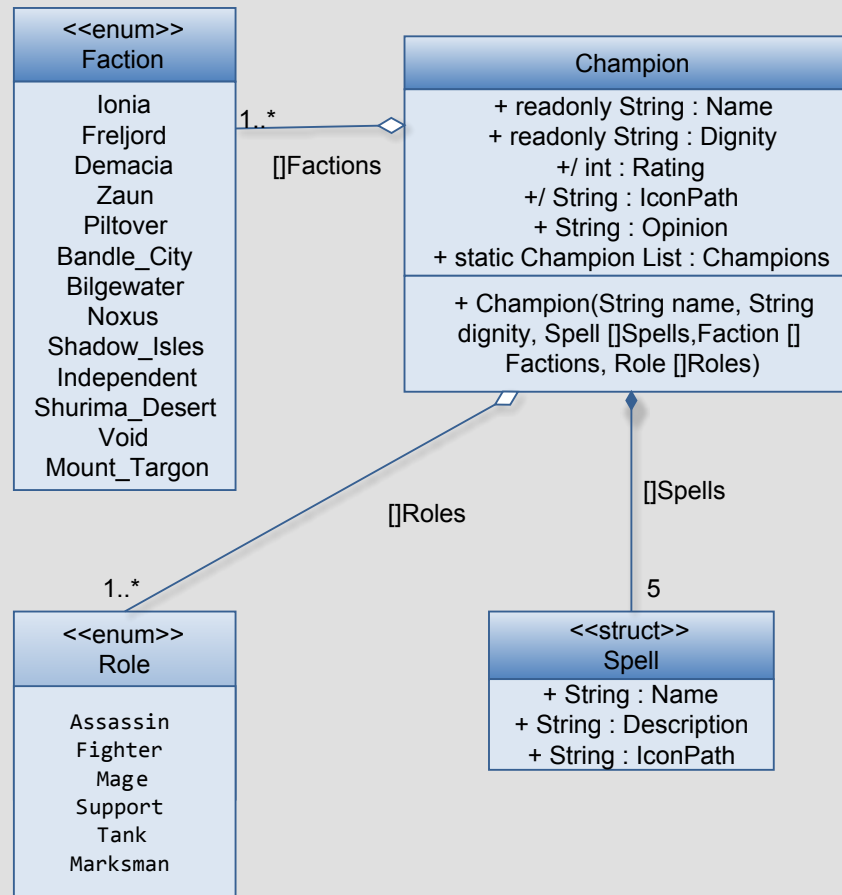 <<enum>>
Faction
Ionia
Freljord
Demacia
Zaun
Piltover
Bandle_City
Bilgewater
Noxus
Shadow_Isles
Independent
Shurima_Desert
Void
Mount_Targon
1..*
[]Factions
Champion
+ readonly String : Name
+ readonly String : Dignity
+/ int : Rating
+/ String : IconPath
+ String : Opinion
+ static Champion List : Champions
+ Champion(String name, String
dignity, Spell []Spells,Faction []
Factions, Role []Roles)
[]Roles
[]Spells
1..*
5
<<enum>>
Role
Assassin
Fighter
Mage
Support
Tank
Marksman
<<struct>>
Spell
+ String : Name
+ String : Description
+ String : IconPath